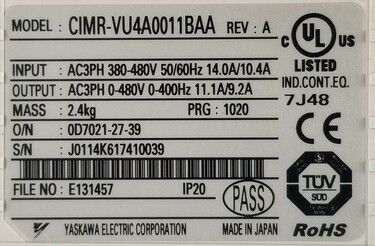 MODEL : CIMR-VU4A0011BAA REV : A
C UL US
LISTED
IND.CONT.EQ.
7J48
INPUT : AC3PH 380-480V 50/60Hz 14.0A/10.4A
OUTPUT : AC3PH 0-480V 0-400Hz 11.1A/9.2A
MASS : 2.4kg PRG : 1020
O/N : 0D7021-27-39
S/N : J0114K617410039
CE
FILE NO : E131457 IP20
PASS
TÜV
SÜD
YASKAWA ELECTRIC CORPORATION MADE IN JAPAN
RoHS